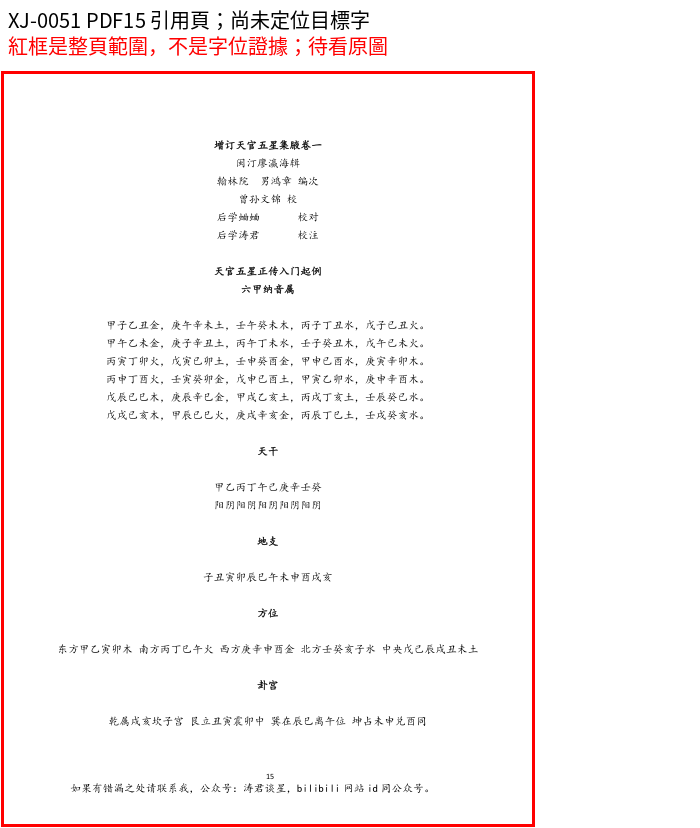 XJ-0051 PDF15 引用頁；尚未定位目標字
紅框是整頁範圍，不是字位證據；待看原圖
增订天官五星集腋卷一
闽汀廖瀛海辑
翰林院 男鸿章 编次
曾孙文锦 校
后学蛐蛐 校对
后学涛君 校注
天官五星正传入门起例
六甲纳音属
甲子乙丑金，庚午辛未土，壬午癸未木，丙子丁丑水，戊子己丑火。
甲午乙未金，庚子辛丑土，丙午丁未水，壬子癸丑木，戊午己未火。
丙寅丁卯火，戊寅己卯土，壬申癸酉金，甲申己酉水，庚寅辛卯木。
丙申丁酉火，壬寅癸卯金，戊申己酉土，甲寅乙卯水，庚申辛酉木。
戊辰己巳木，庚辰辛巳金，甲戌乙亥土，丙戌丁亥土，壬辰癸巳水。
戊戌己亥木，甲辰己巳火，庚戌辛亥金，丙辰丁巳土，壬戌癸亥水。
天干
甲乙丙丁午己庚辛壬癸
阳阴阳阴阳阴阳阴阳阴
地支
子丑寅卯辰巳午未申酉戌亥
方位
东方甲乙寅卯木 南方丙丁巳午火 西方庚辛申酉金 北方壬癸亥子水 中央戊己辰戌丑未土
卦宫
乾属戌亥坎子宫 艮立丑寅震卯中 巽在辰巳离午位 坤占未申兑酉同
15
如果有错漏之处请联系我，公众号：涛君谈星，bilibili 网站 id 同公众号。